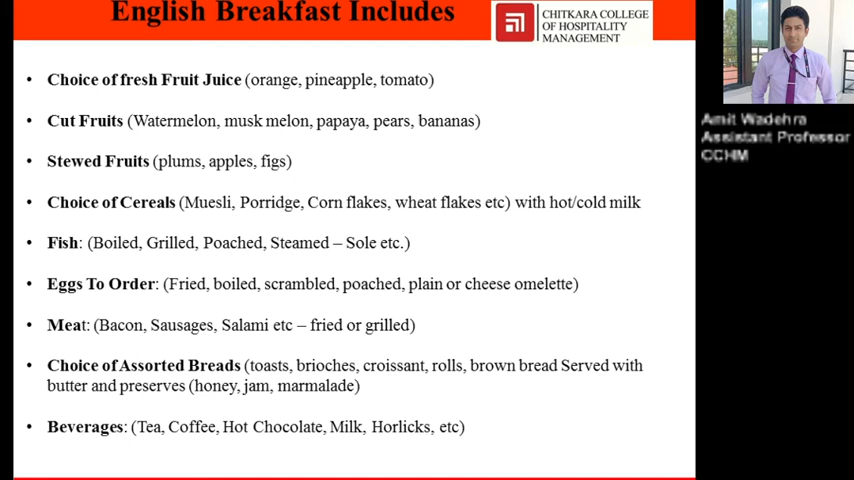 English Breakfast Includes
CHITKARA COLLEGE
OF HOSPITALITY
MANAGEMENT
• Choice of fresh Fruit Juice (orange, pineapple, tomato)
• Cut Fruits (Watermelon, musk melon, papaya, pears, bananas)
• Stewed Fruits (plums, apples, figs)
• Choice of Cereals (Muesli, Porridge, Corn flakes, wheat flakes etc) with hot/cold milk
• Fish: (Boiled, Grilled, Poached, Steamed – Sole etc.)
• Eggs To Order: (Fried, boiled, scrambled, poached, plain or cheese omelette)
• Meat: (Bacon, Sausages, Salami etc – fried or grilled)
• Choice of Assorted Breads (toasts, brioches, croissant, rolls, brown bread Served with
butter and preserves (honey, jam, marmalade)
• Beverages: (Tea, Coffee, Hot Chocolate, Milk, Horlicks, etc)
Amit Wadehra
Assistant Professor
CCHM